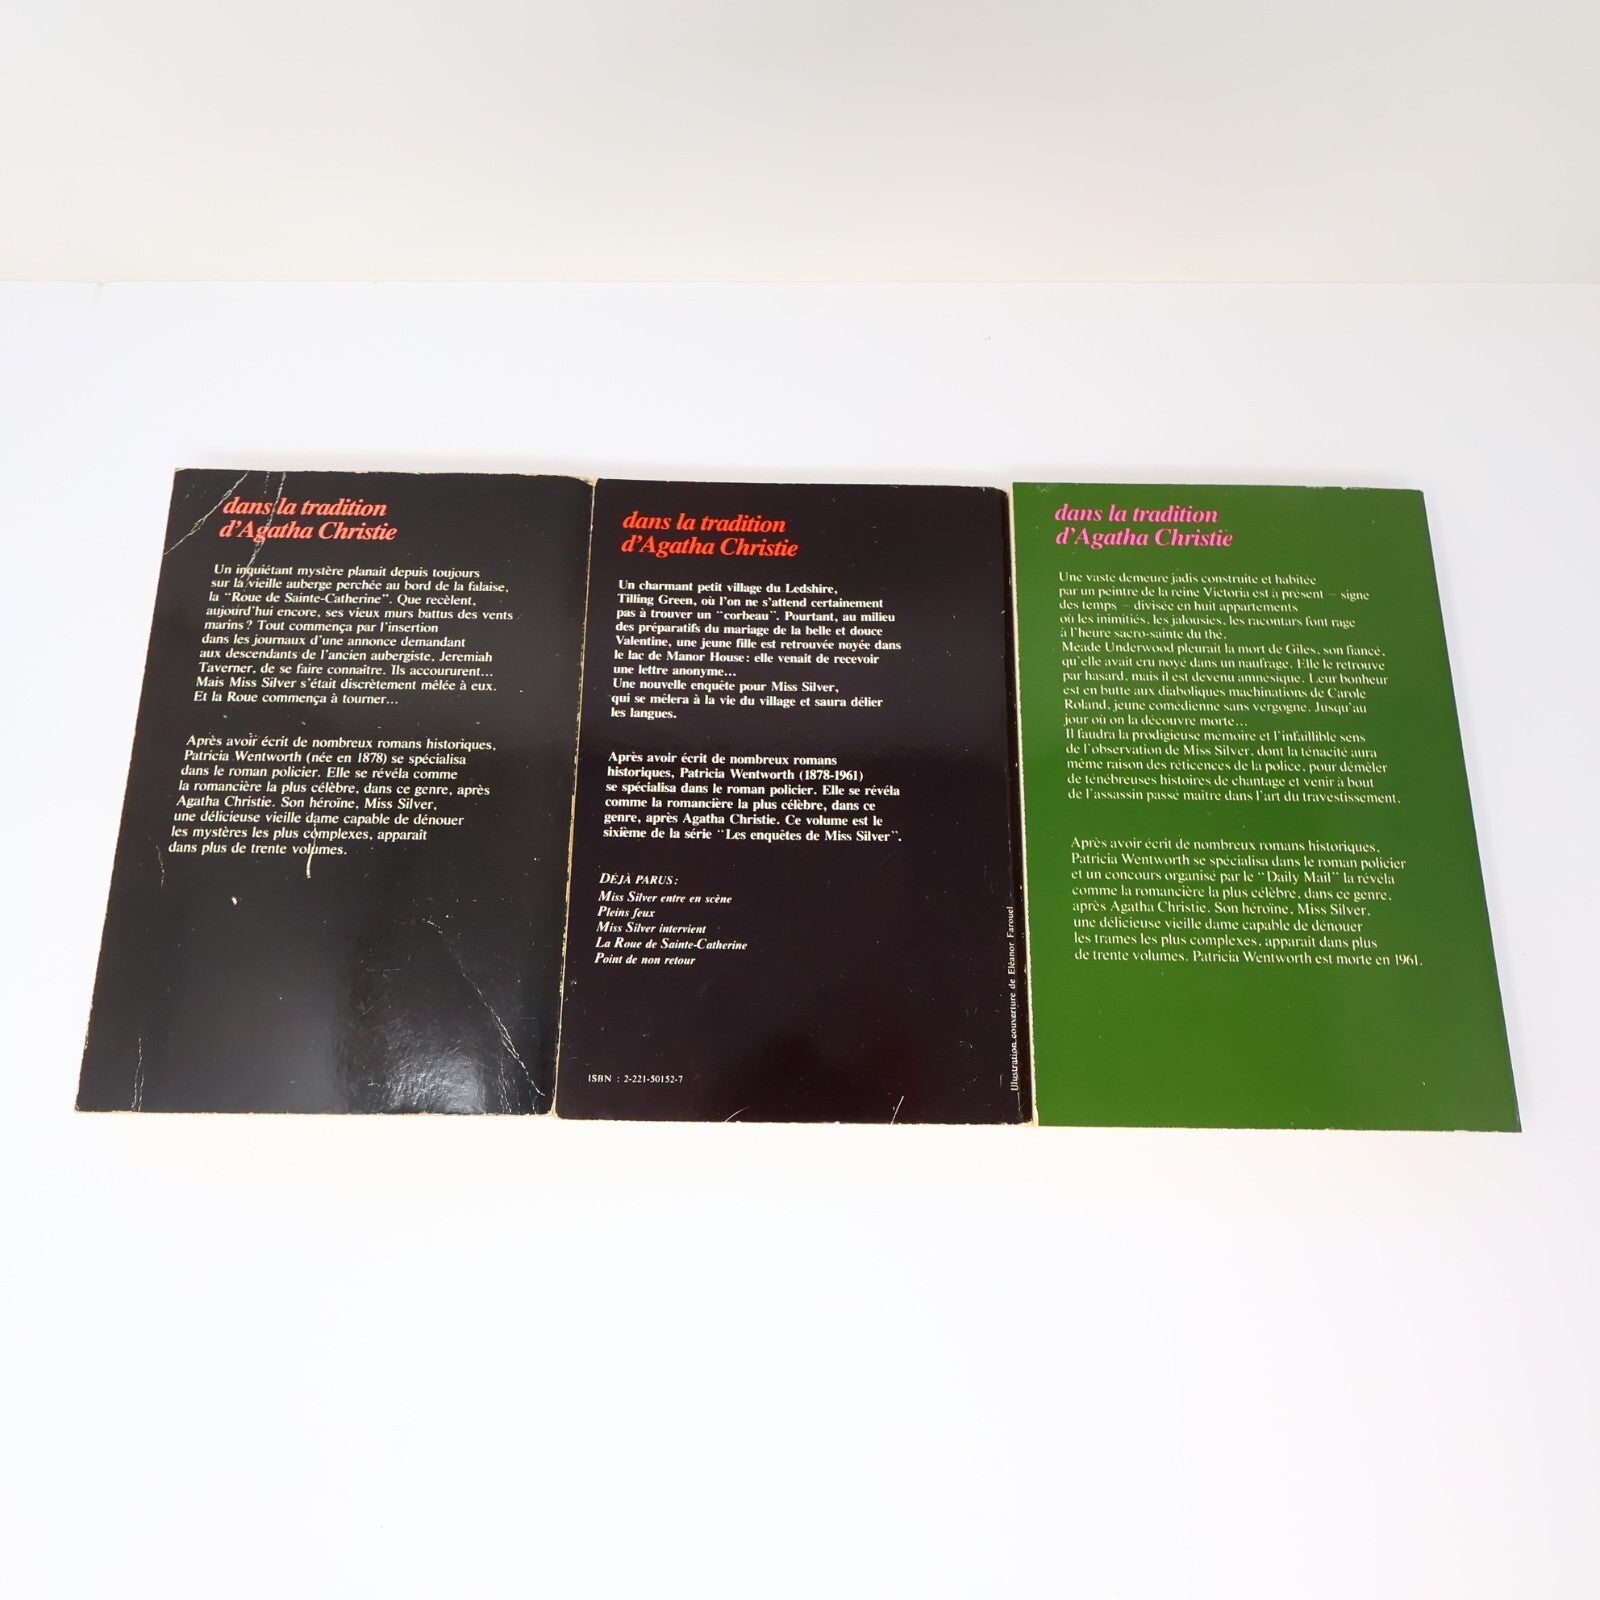 dans la tradition
d'Agatha Christie
Un inquiétant mystère planait depuis toujours
sur la vieille auberge perchée au bord de la falaise,
la "Roue de Sainte-Catherine". Que recèlent,
aujourd'hui encore, ses vieux murs battus des vents
marins? Tout commença par l'insertion
dans les journaux d'une annonce demandant
aux descendants de l'ancien aubergiste, Jeremiah
Taverner, de se faire connaître. Ils accoururent...
Mais Miss Silver s'était discrètement mêlée à eux.
Et la Roue commença à tourner...
Après avoir écrit de nombreux romans historiques,
Patricia Wentworth (née en 1878) se spécialisa
dans le roman policier. Elle se révéla comme
la romancière la plus célèbre, dans ce genre, après
Agatha Christie. Son héroïne, Miss Silver,
une délicieuse vieille dame capable de dénouer
les mystères les plus complexes, apparaît
dans plus de trente volumes.
dans la tradition
d'Agatha Christie
Un charmant petit village du Ledshire,
Tilling Green, où l'on ne s'attend certainement
pas à trouver un "corbeau". Pourtant, au milieu
des préparatifs du mariage de la belle et douce
Valentine, une jeune fille est retrouvée noyée dans
le lac de Manor House: elle venait de recevoir
une lettre anonyme...
Une nouvelle enquête pour Miss Silver,
qui se mêlera à la vie du village et saura délier
les langues.
Après avoir écrit de nombreux romans
historiques, Patricia Wentworth (1878-1961)
se spécialisa dans le roman policier. Elle se révéla
comme la romancière la plus célèbre, dans ce
genre, après Agatha Christie. Ce volume est le
sixième de la série "Les enquêtes de Miss Silver".
DÉJÀ PARUS:
Miss Silver entre en scène
Pleins feux
Miss Silver intervient
La Roue de Sainte-Catherine
Point de non retour
ISBN : 2-221-50152-7
Illustration couverture de Eléanor Farouel
dans la tradition
d'Agatha Christie
Une vaste demeure jadis construite et habitée
par un peintre de la reine Victoria est à présent – signe
des temps – divisée en huit appartements
où les inimitiés, les jalousies, les racontars font rage
à l'heure sacro-sainte du thé.
Meade Underwood pleurait la mort de Giles, son fiancé,
qu'elle avait cru noyé dans un naufrage. Elle le retrouve
par hasard, mais il est devenu amnésique. Leur bonheur
est en butte aux diaboliques machinations de Carole
Roland, jeune comédienne sans vergogne. Jusqu'au
jour où on la découvre morte...
Il faudra la prodigieuse mémoire et l'infaillible sens
de l'observation de Miss Silver, dont la ténacité aura
même raison des réticences de la police, pour démêler
de ténébreuses histoires de chantage et venir à bout
de l'assassin passé maître dans l'art du travestissement.
Après avoir écrit de nombreux romans historiques,
Patricia Wentworth se spécialisa dans le roman policier
et un concours organisé par le "Daily Mail" la révéla
comme la romancière la plus célèbre, dans ce genre,
après Agatha Christie. Son héroïne, Miss Silver,
une délicieuse vieille dame capable de dénouer
les trames les plus complexes, apparaît dans plus
de trente volumes. Patricia Wentworth est morte en 1961.